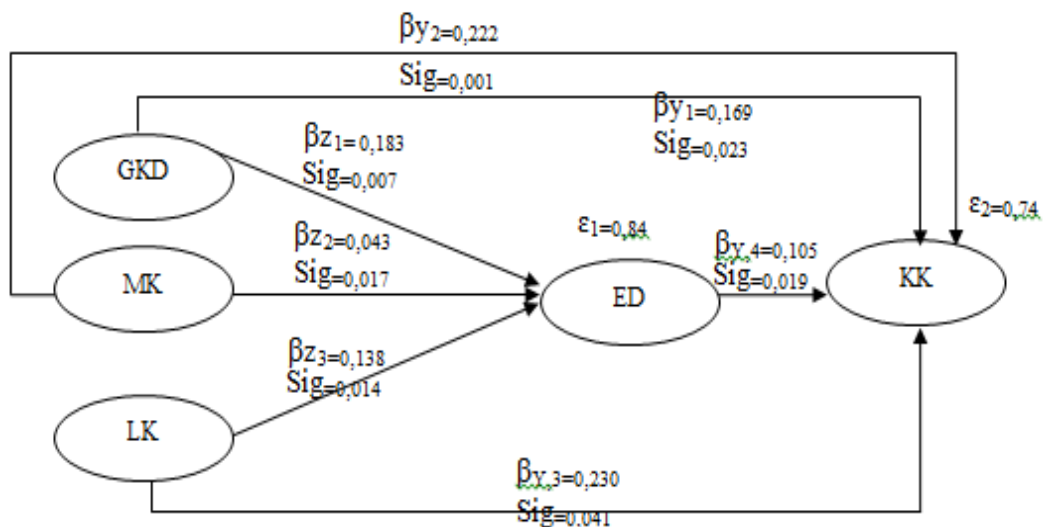 βy2=0,222
Sig=0,001
βy1=0,169
Sig=0,023
βz1= 0,183
Sig=0,007
GKD
ε2=0,74
ε1=0,84
βz2=0,043
Sig=0,017
βY,4=0,105
Sig=0,019
MK
ED
KK
βz3=0,138
Sig=0,014
LK
βY,3=0,230
Sig=0,041